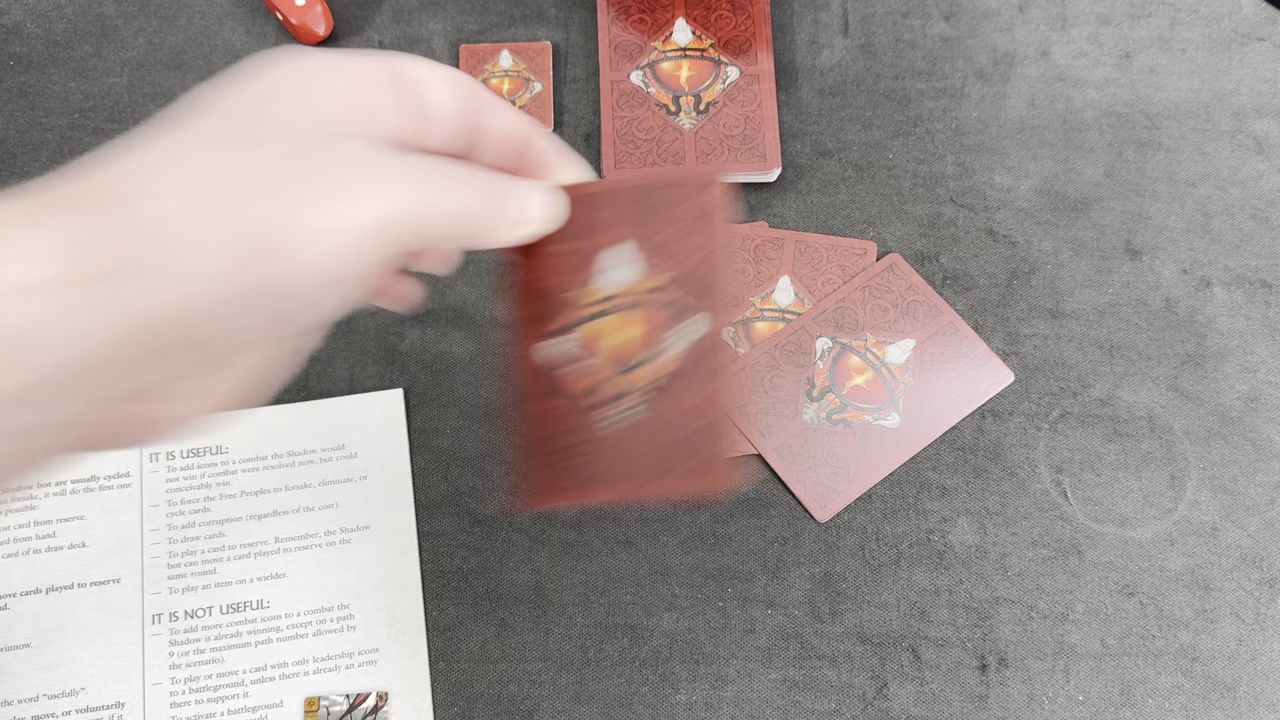 Shadow bot are usually cycled.
forsake, it will do the first one
possible:
ost card from reserve.
rd from hand.
card of its draw deck.
ove cards played to reserve
nd.
winnow.
the word “usefully”.
play, move, or voluntarily
IT IS USEFUL:
— To add icons to a combat the Shadow would
not win if combat were resolved now, but could
conceivably win.
— To force the Free Peoples to forsake, eliminate, or
cycle cards.
— To add corruption (regardless of the cost).
— To draw cards.
— To play a card to reserve. Remember, the Shadow
bot can move a card played to reserve on the
same round.
— To play an item on a wielder.
IT IS NOT USEFUL:
— To add more combat icons to a combat the
Shadow is already winning, except on a path
9 (or the maximum path number allowed by
the scenario).
— To play or move a card with only leadership icons
to a battleground, unless there is already an army
there to support it.
— To activate a battleground